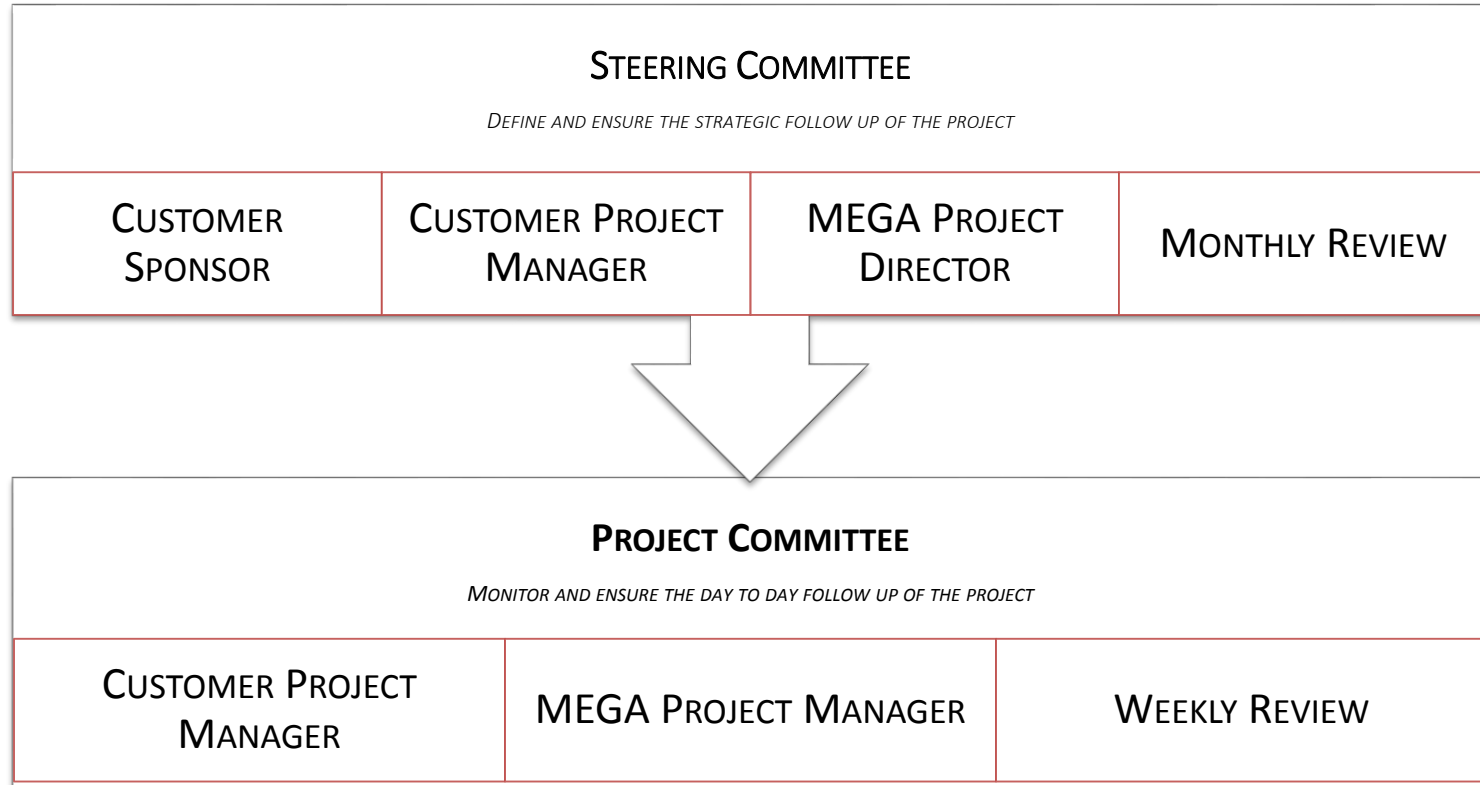 STEERING COMMITTEE
DEFINE AND ENSURE THE STRATEGIC FOLLOW UP OF THE PROJECT
CUSTOMER
SPONSOR
CUSTOMER PROJECT
MANAGER
MEGA PROJECT
DIRECTOR
MONTHLY REVIEW
PROJECT COMMITTEE
MONITOR AND ENSURE THE DAY TO DAY FOLLOW UP OF THE PROJECT
CUSTOMER PROJECT
MANAGER
MEGA PROJECT MANAGER
WEEKLY REVIEW